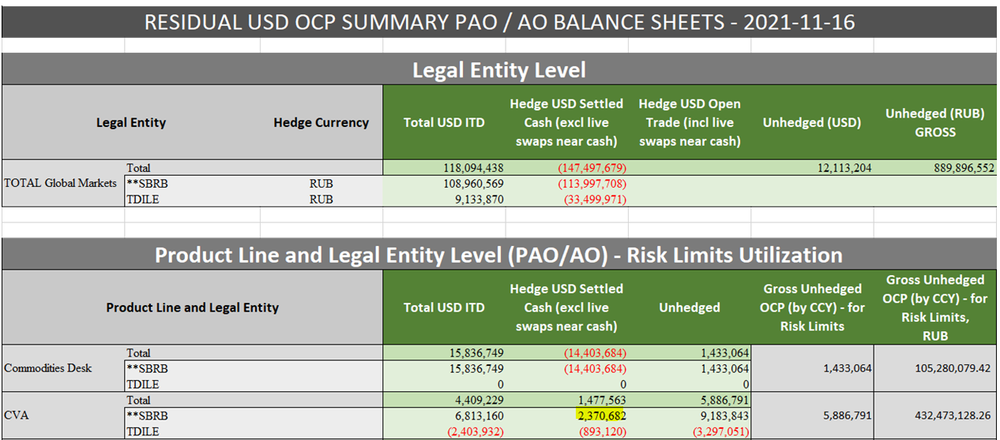 RESIDUAL USD OCP SUMMARY PAO / AO BALANCE SHEETS - 2021-11-16
Legal Entity Level
Legal Entity Hedge Currency Total USD ITD Hedge USD Settled Cash (excl live swaps near cash) Hedge USD Open Trade (incl live swaps near cash) Unhedged (USD) Unhedged (RUB) GROSS
TOTAL Global Markets
Total 118,094,438 (147,497,679) 12,113,204 889,896,552
**SBRB RUB 108,960,569 (113,997,708)
TDILE RUB 9,133,870 (33,499,971)
Product Line and Legal Entity Level (PAO/AO) - Risk Limits Utilization
Product Line and Legal Entity Total USD ITD Hedge USD Settled Cash (excl live swaps near cash) Unhedged Gross Unhedged OCP (by CCY) - for Risk Limits Gross Unhedged OCP (by CCY) - for Risk Limits, RUB
Commodities Desk
Total 15,836,749 (14,403,684) 1,433,064
**SBRB 15,836,749 (14,403,684) 1,433,064 1,433,064 105,280,079.42
TDILE 0 0 0
CVA
Total 4,409,229 1,477,563 5,886,791
**SBRB 6,813,160 2,370,682 9,183,843 5,886,791 432,473,128.26
TDILE (2,403,932) (893,120) (3,297,051)